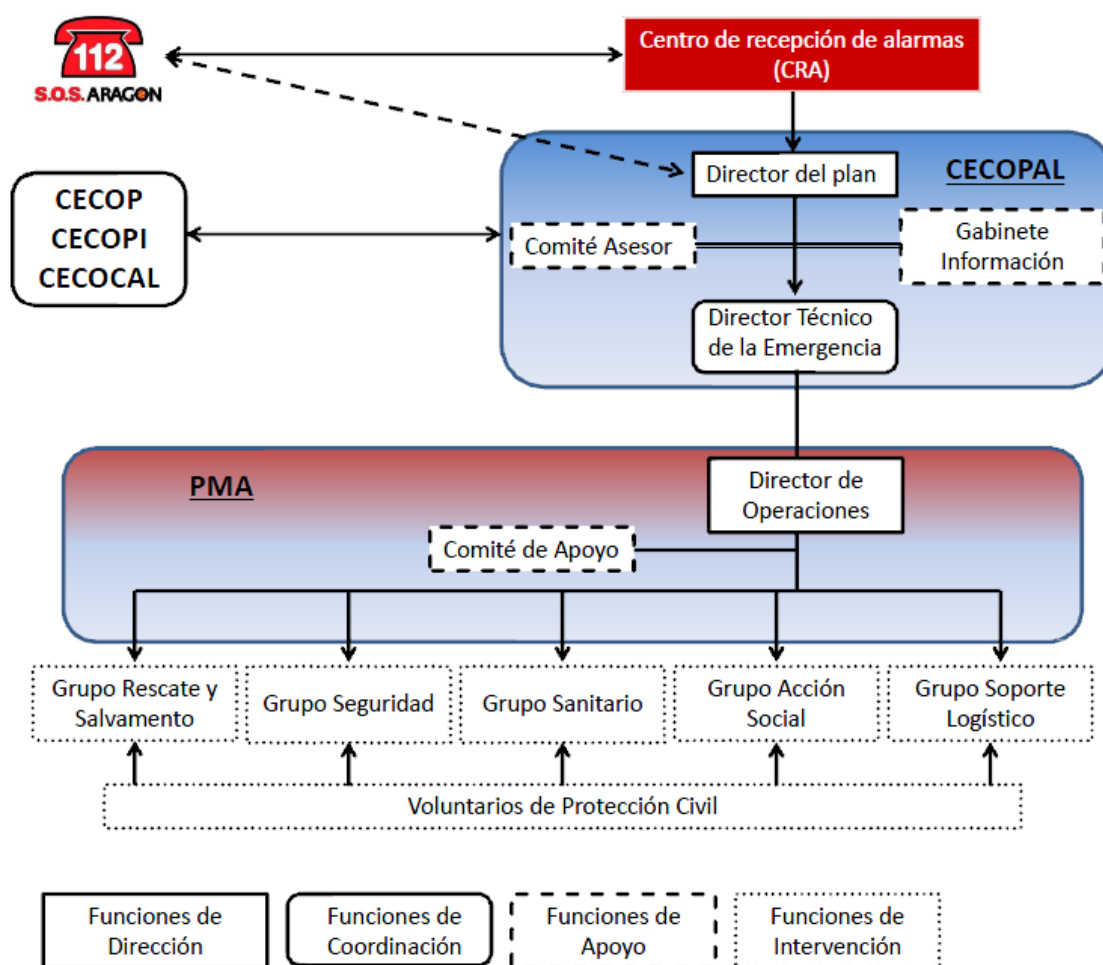 112
S.O.S. ARAGON
Centro de recepción de alarmas
(CRA)
CECOPAL
Director del plan
CECOP
CECOPI
CECOCAL
Comité Asesor
Gabinete
Información
Director Técnico
de la Emergencia
PMA
Director de
Operaciones
Comité de Apoyo
Grupo Rescate y
Salvamento
Grupo Seguridad
Grupo Sanitario
Grupo Acción
Social
Grupo Soporte
Logístico
Voluntarios de Protección Civil
Funciones de
Dirección
Funciones de
Coordinación
Funciones de
Apoyo
Funciones de
Intervención